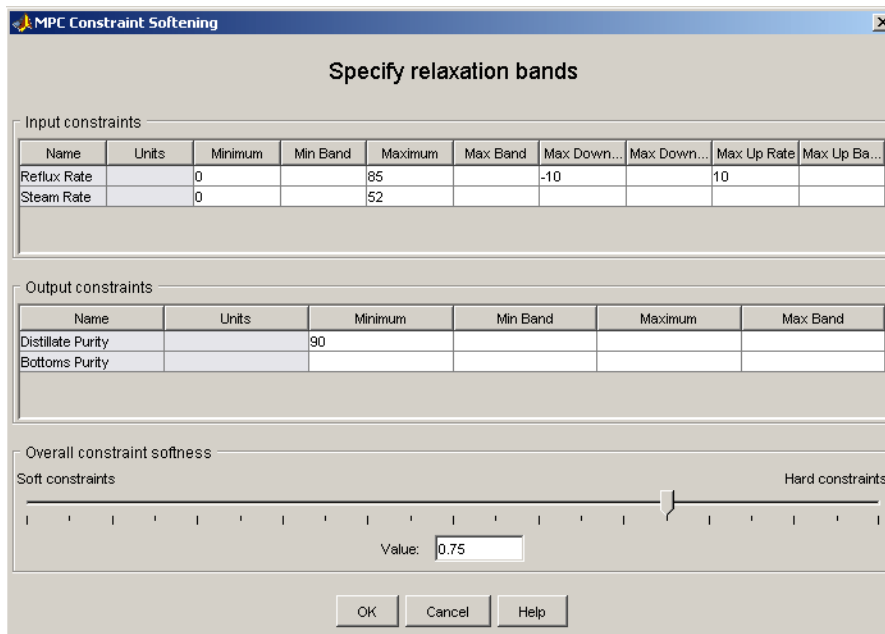 MPC Constraint Softening
Specify relaxation bands
Input constraints
Name Units Minimum Min Band Maximum Max Band Max Down... Max Down... Max Up Rate Max Up Ba...
Reflux Rate 0 85 -10 10
Steam Rate 0 52
Output constraints
Name Units Minimum Min Band Maximum Max Band
Distillate Purity 90
Bottoms Purity
Overall constraint softness
Soft constraints Hard constraints
Value: 0.75
OK Cancel Help